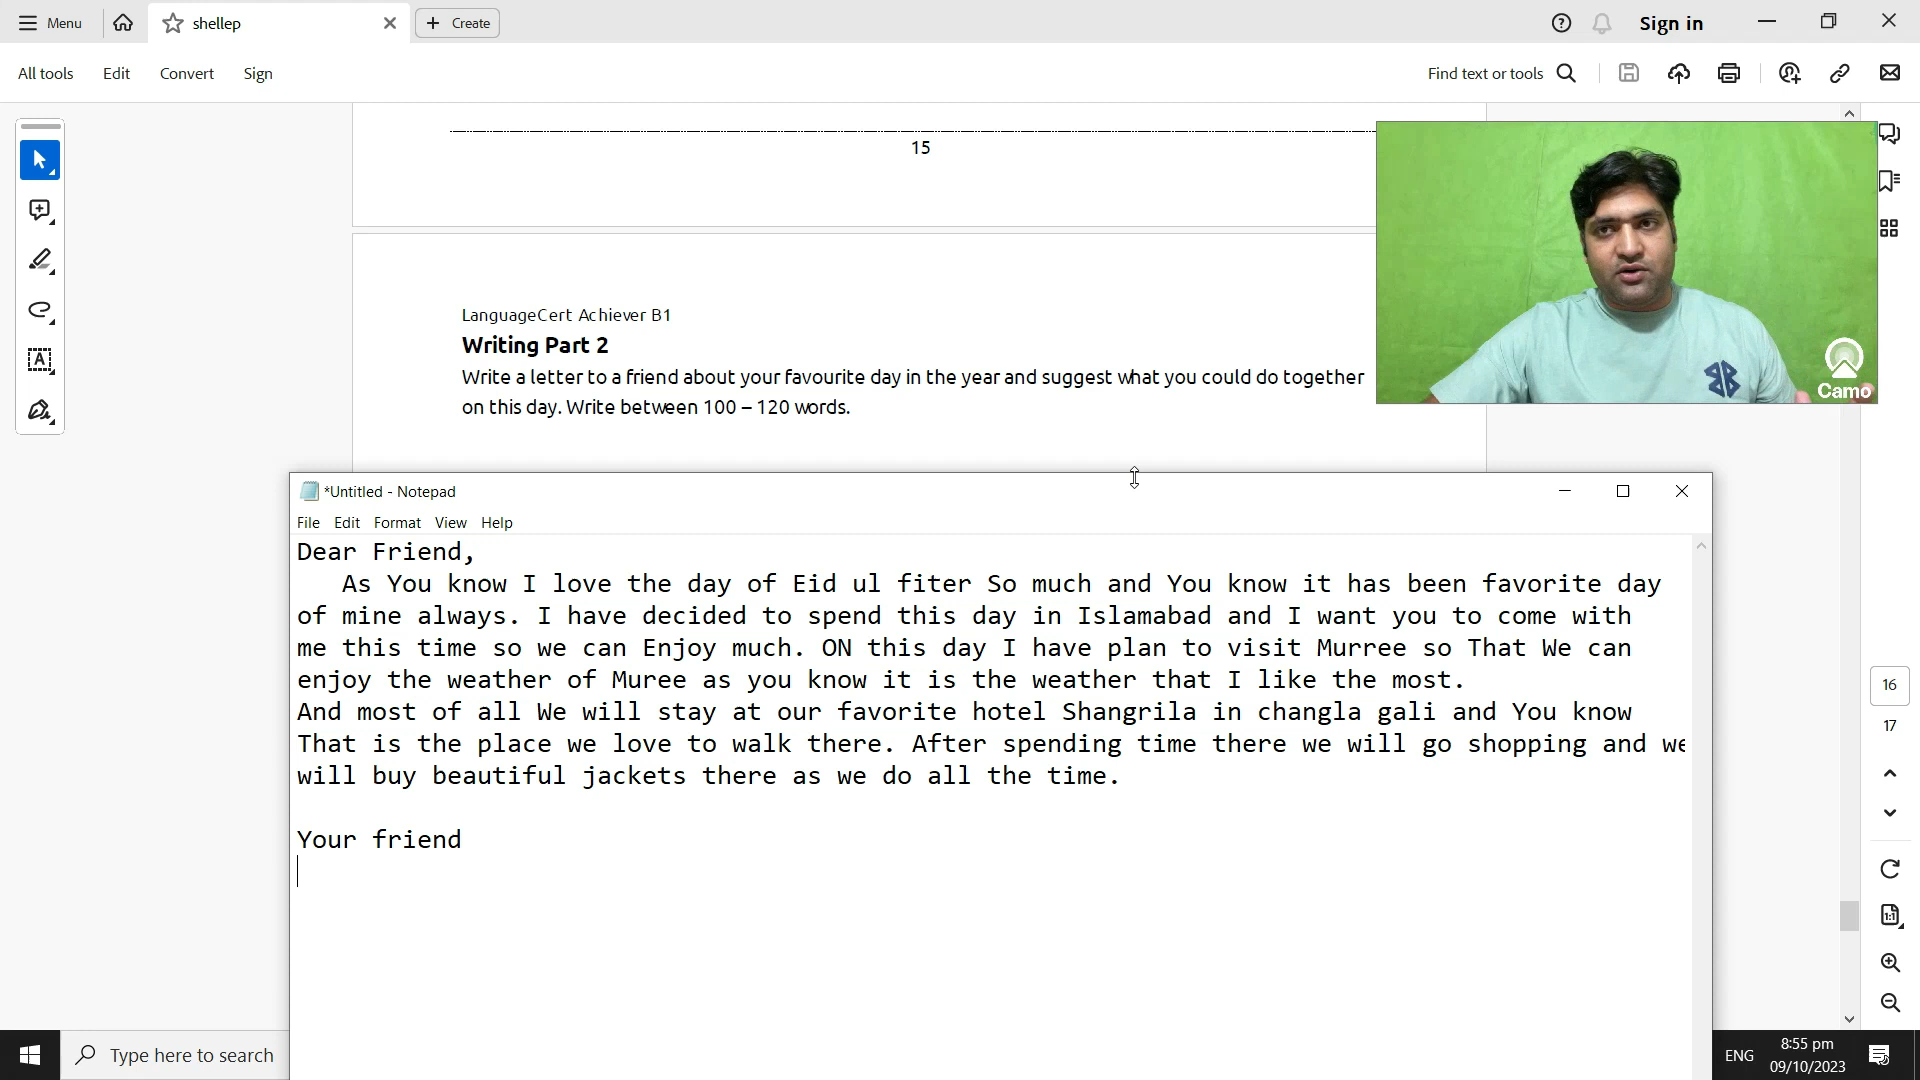 Menu
shellep
Create
Sign in
All tools
Edit
Convert
Sign
Find text or tools
15
LanguageCert Achiever B1
Writing Part 2
Write a letter to a friend about your favourite day in the year and suggest what you could do together
on this day. Write between 100 – 120 words.
Camo
*Untitled - Notepad
File Edit Format View Help
Dear Friend,
As You know I love the day of Eid ul fiter So much and You know it has been favorite day
of mine always. I have decided to spend this day in Islamabad and I want you to come with
me this time so we can Enjoy much. ON this day I have plan to visit Murree so That We can
enjoy the weather of Muree as you know it is the weather that I like the most.
And most of all We will stay at our favorite hotel Shangrila in changla gali and You know
That is the place we love to walk there. After spending time there we will go shopping and we
will buy beautiful jackets there as we do all the time.
Your friend
16
17
Type here to search
ENG
8:55 pm
09/10/2023